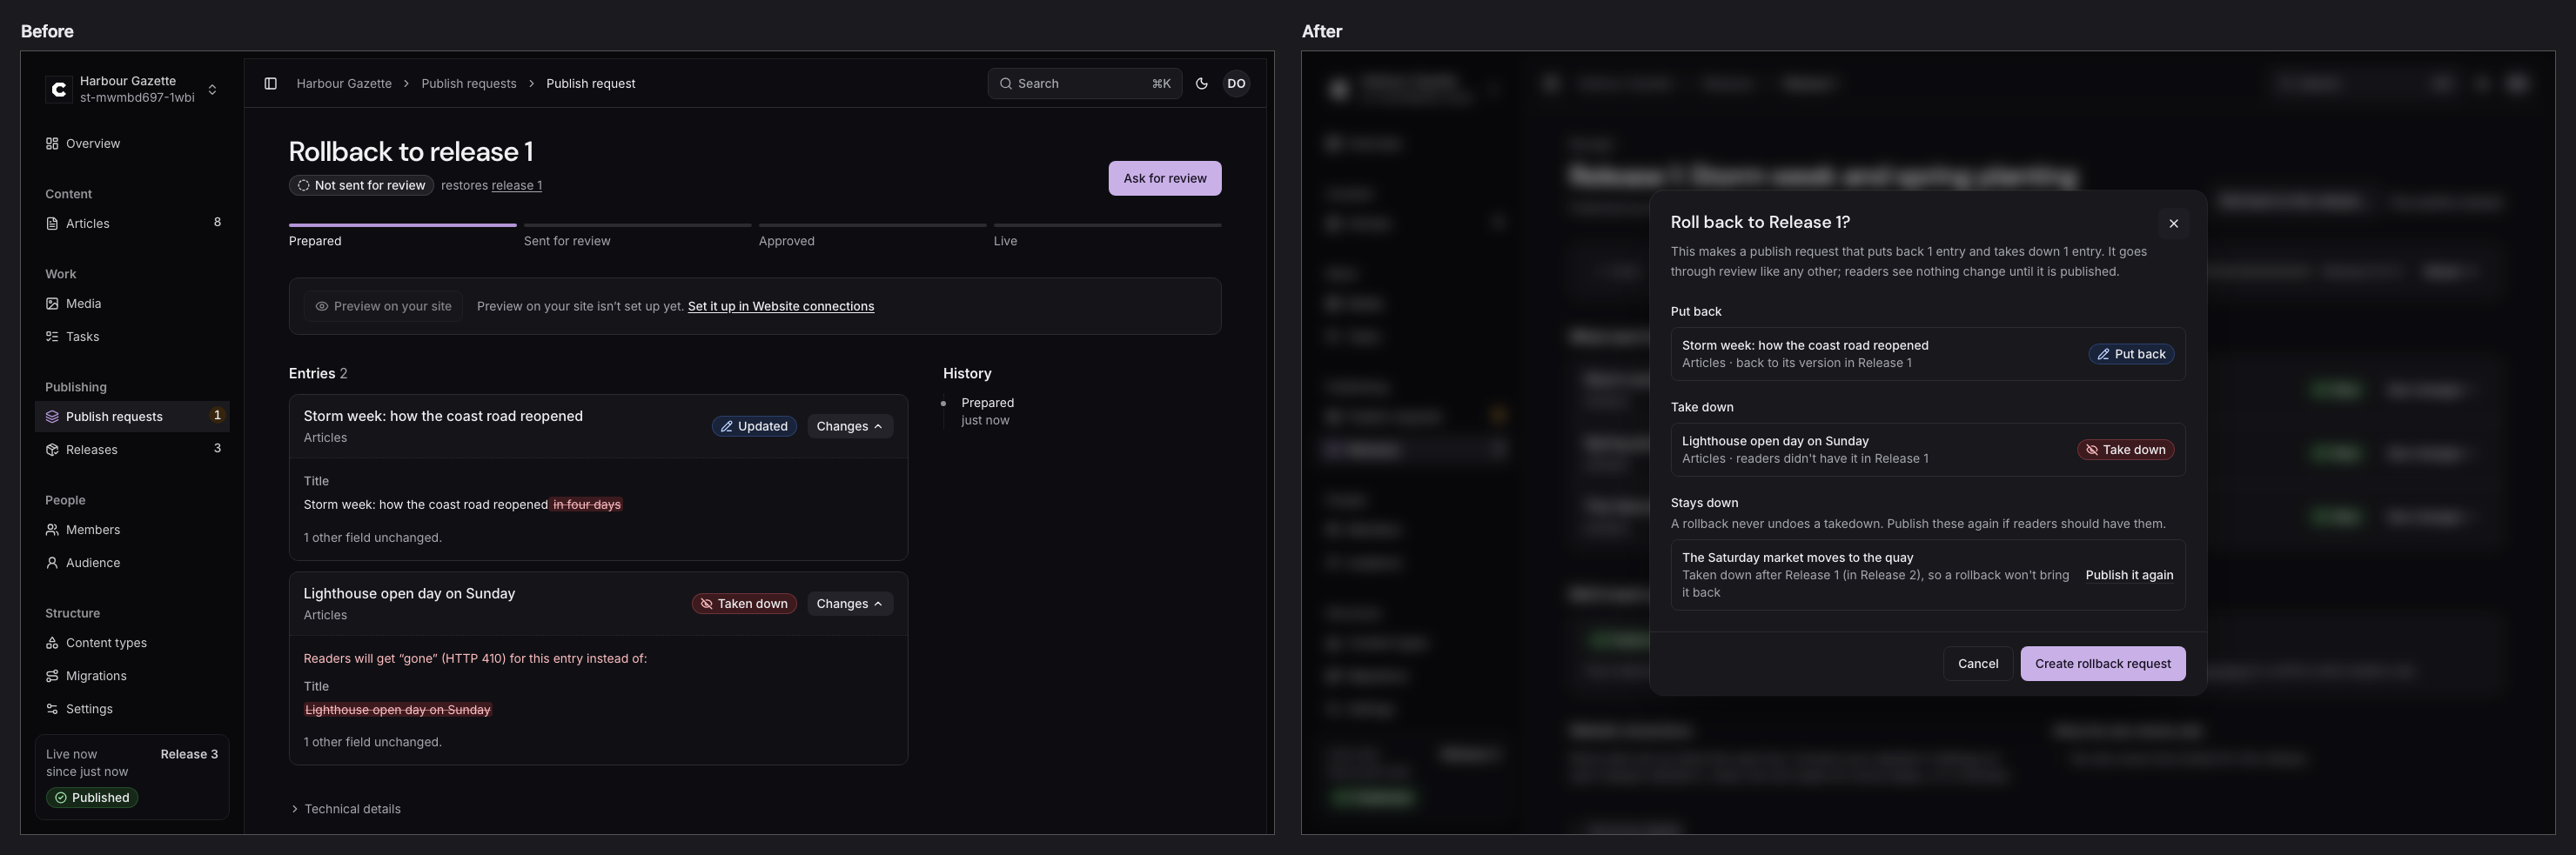 Before
Harbour Gazette
st-mwmbd697-1wbi
Overview
Content
Articles 8
Work
Media
Tasks
Publishing
Publish requests 1
Releases 3
People
Members
Audience
Structure
Content types
Migrations
Settings
Live now Release 3
since just now
Published
Harbour Gazette > Publish requests > Publish request
Search ⌘K
DO
Rollback to release 1
Not sent for review restores release 1
Ask for review
Prepared
Sent for review
Approved
Live
Preview on your site
Preview on your site isn’t set up yet. Set it up in Website connections
Entries 2
Storm week: how the coast road reopened
Articles
Updated
Changes
Title
Storm week: how the coast road reopened in four days
1 other field unchanged.
Lighthouse open day on Sunday
Articles
Taken down
Changes
Readers will get “gone” (HTTP 410) for this entry instead of:
Title
Lighthouse open day on Sunday
1 other field unchanged.
Technical details
History
Prepared
just now
After
Release 1: Storm week and spring planting
Roll back to Release 1?
This makes a publish request that puts back 1 entry and takes down 1 entry. It goes
through review like any other; readers see nothing change until it is published.
Put back
Storm week: how the coast road reopened
Articles · back to its version in Release 1
Put back
Take down
Lighthouse open day on Sunday
Articles · readers didn't have it in Release 1
Take down
Stays down
A rollback never undoes a takedown. Publish these again if readers should have them.
The Saturday market moves to the quay
Taken down after Release 1 (in Release 2), so a rollback won't bring
it back
Publish it again
Cancel
Create rollback request